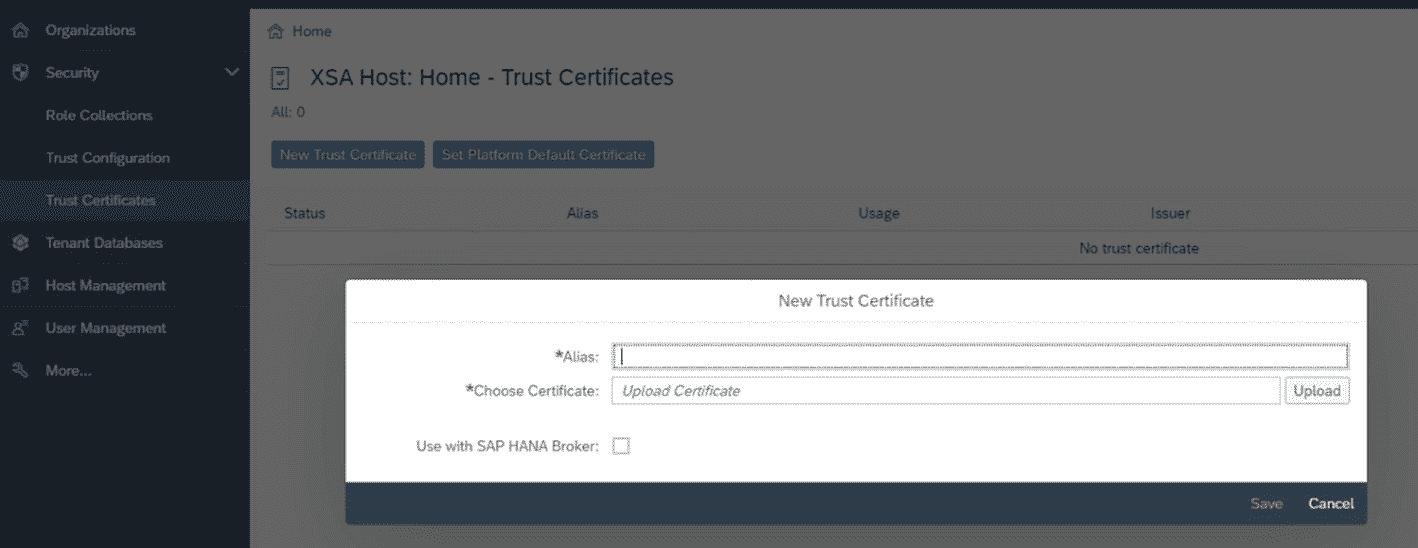 Organizations
Security
Role Collections
Trust Configuration
Trust Certificates
Tenant Databases
Host Management
User Management
More...
Home
XSA Host: Home - Trust Certificates
All: 0
New Trust Certificate Set Platform Default Certificate
Status Alias Usage Issuer
No trust certificate
New Trust Certificate
*Alias:
*Choose Certificate: Upload Certificate Upload
Use with SAP HANA Broker:
Save Cancel